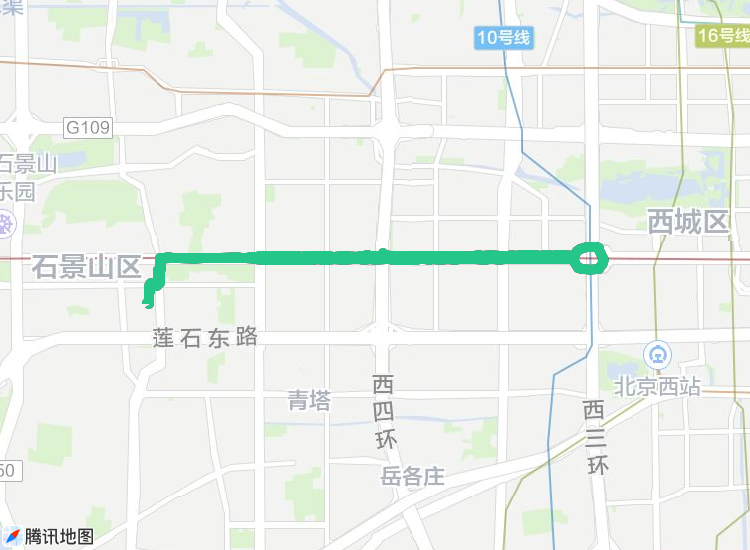 渠
10号线
16号线
G109
石景山
乐园
西城区
石景山区
莲石东路
北京西站
青塔
西四环
西三环
岳各庄
50
腾讯地图